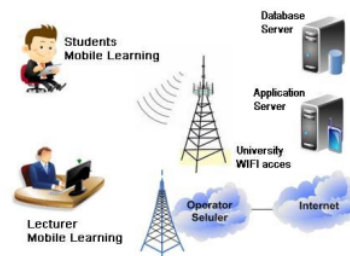 Database
Server
Students
Mobile Learning
Application
Server
University
WIFI acces
Operator
Seluler
Internet
Lecturer
Mobile Learning